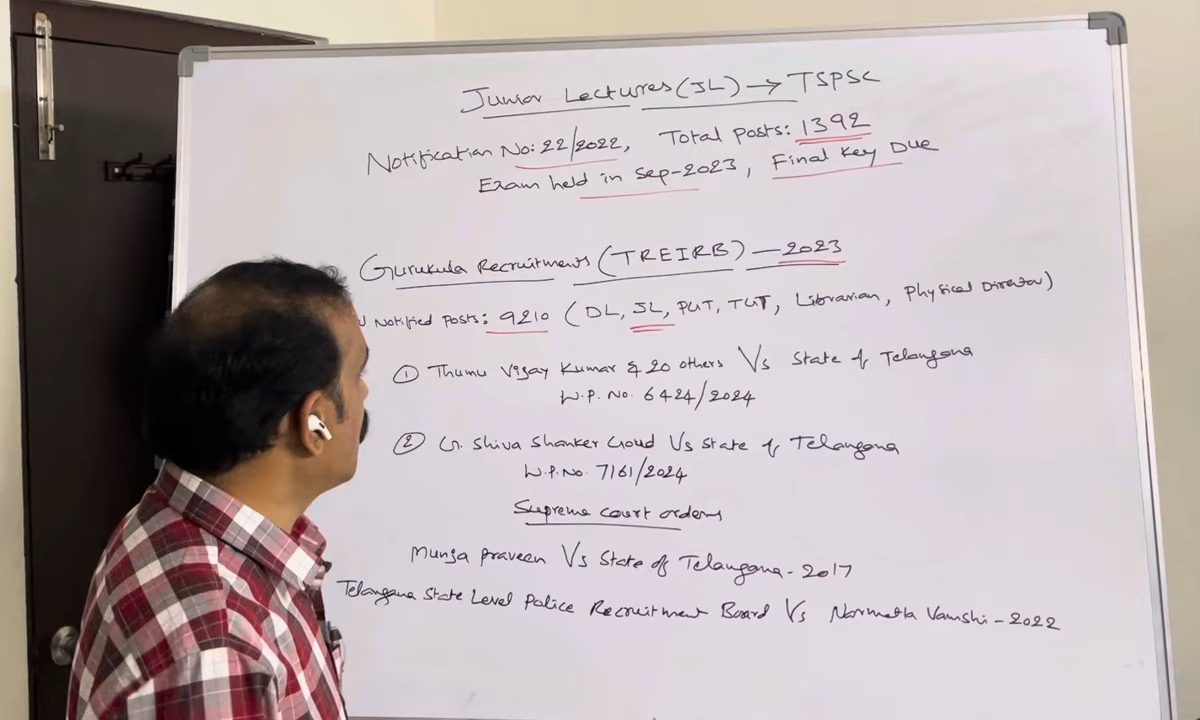 Junior Lectures (JL) → TSPSC
Notification No: 22/2022, Total posts: 1392
Exam held in Sep-2023, Final Key Due
Gurukula Recruitments (TREIRB) – 2023
Notified posts: 9210 (DL, JL, PGT, TGT, Librarian, Physical Director)
① Thumu Vijay Kumar & 20 others Vs State of Telangana
W.P. No. 6424/2024
② G. Shiva Shanker Goud Vs State of Telangana
W.P. No. 7161/2024
Supreme court orders
Munja praveen Vs State of Telangana - 2017
Telangana State Level Police Recruitment Board Vs Normetla Vamshi - 2022